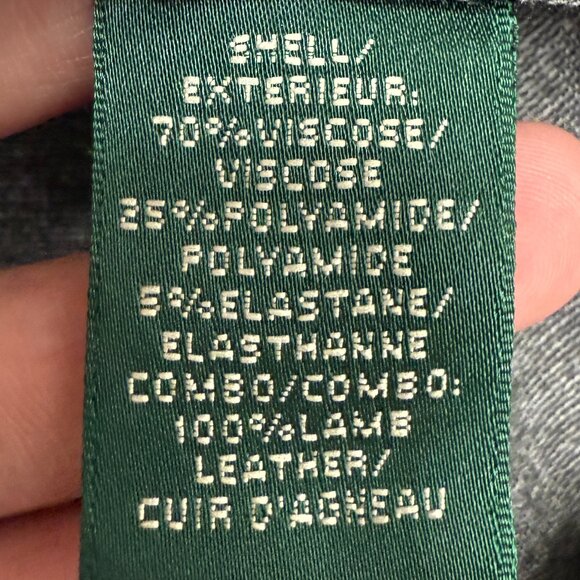 SHELL/
EXTERIEUR:
70%VISCOSE/
VISCOSE
25%POLYAMIDE/
POLYAMIDE
5%ELASTANE/
ELASTHANNE
COMBO/COMBO:
100%LAMB
LEATHER/
CUIR D'AGNEAU